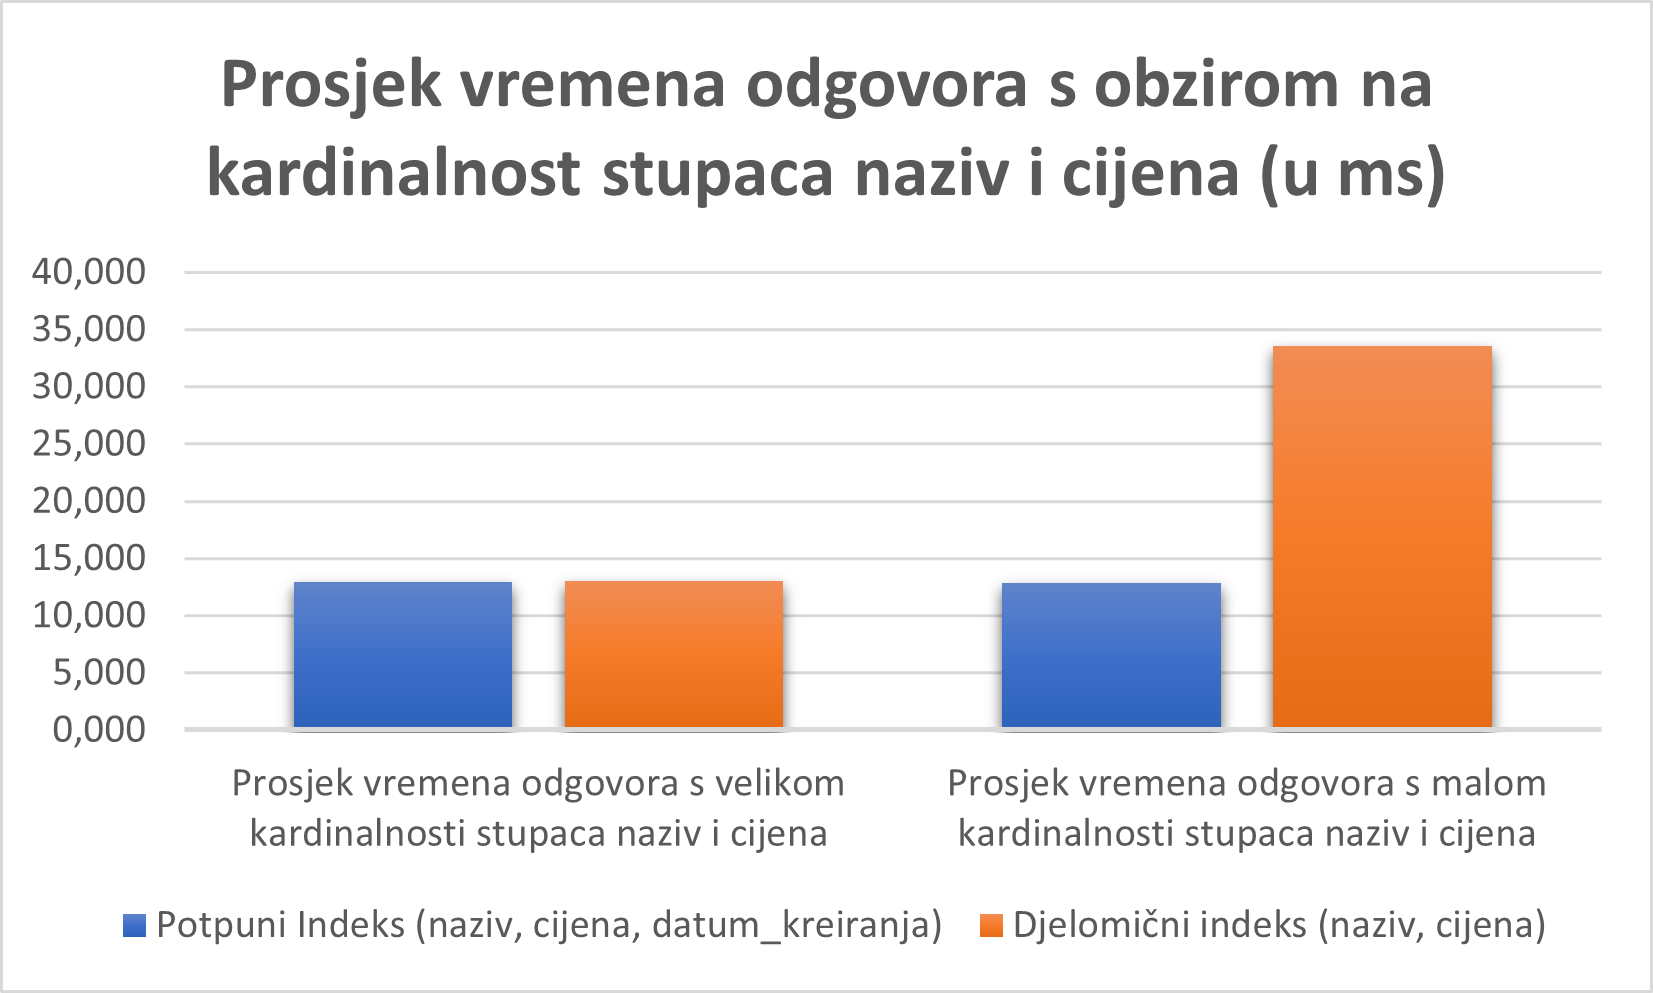 Prosjek vremena odgovora s obzirom na
kardinalnost stupaca naziv i cijena (u ms)
40,000
35,000
30,000
25,000
20,000
15,000
10,000
5,000
0,000
Prosjek vremena odgovora s velikom
kardinalnosti stupaca naziv i cijena
Prosjek vremena odgovora s malom
kardinalnosti stupaca naziv i cijena
Potpuni Indeks (naziv, cijena, datum_kreiranja)
Djelomični indeks (naziv, cijena)